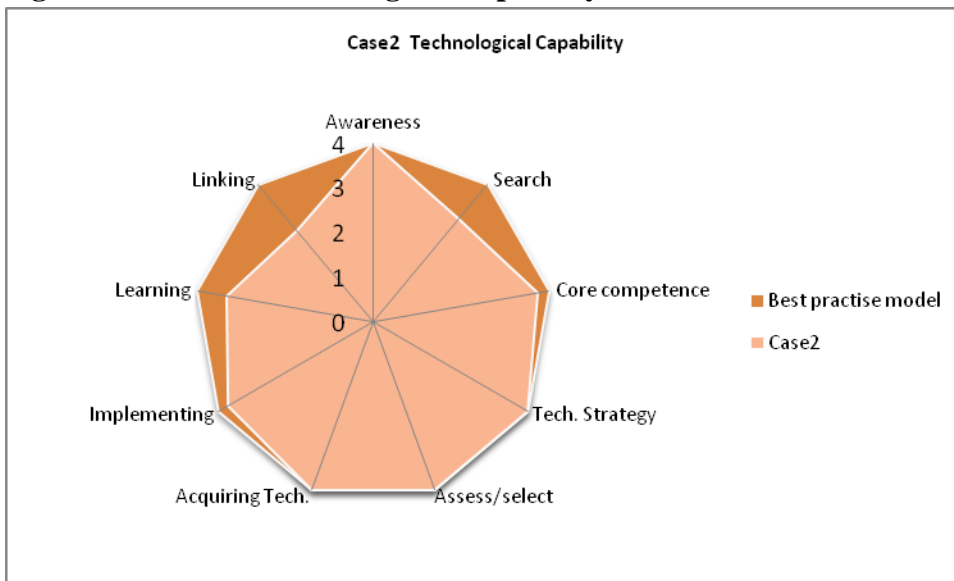 Case2 Technological Capability
Awareness
4
Linking
3
Search
2
Learning
1
Core competence
0
Best practise model
Case2
Implementing
Tech. Strategy
Acquiring Tech.
Assess/select